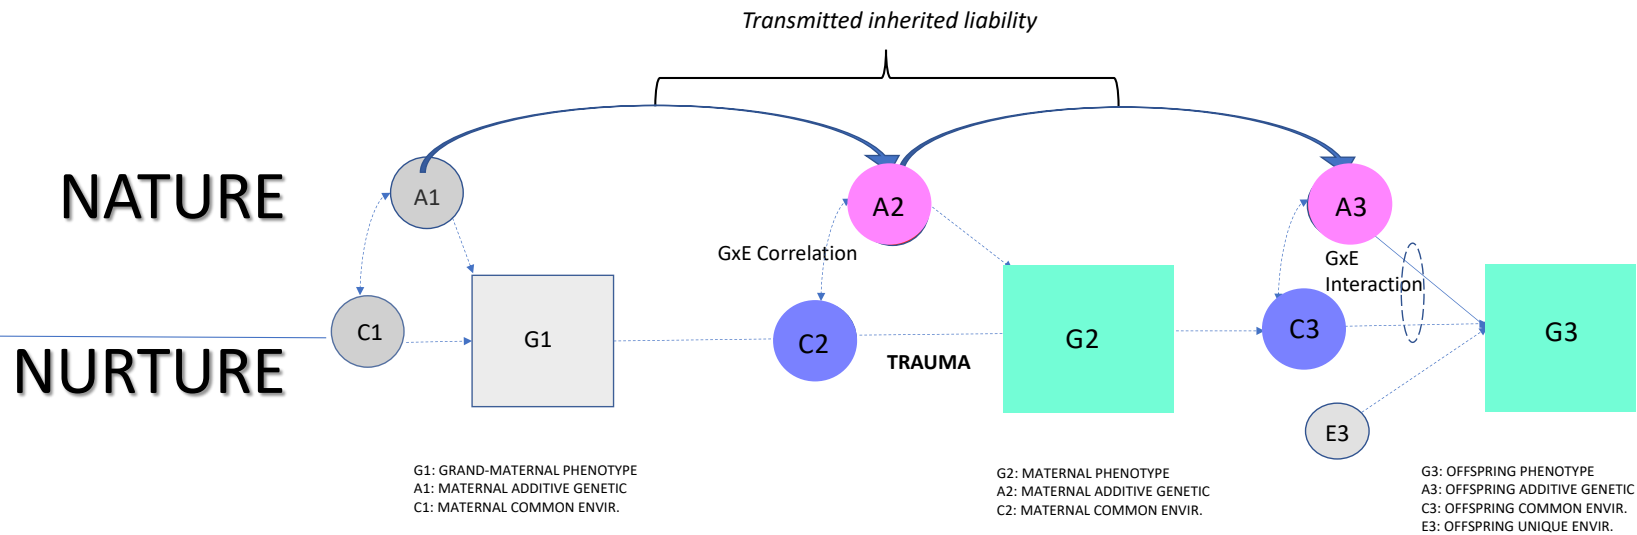 Transmitted inherited liability
NATURE
A1
A2
A3
GxE Correlation
GxE
Interaction
C1
G1
C2
TRAUMA
G2
C3
G3
NURTURE
E3
G1: GRAND-MATERNAL PHENOTYPE
A1: MATERNAL ADDITIVE GENETIC
C1: MATERNAL COMMON ENVIR.
G2: MATERNAL PHENOTYPE
A2: MATERNAL ADDITIVE GENETIC
C2: MATERNAL COMMON ENVIR.
G3: OFFSPRING PHENOTYPE
A3: OFFSPRING ADDITIVE GENETIC
C3: OFFSPRING COMMON ENVIR.
E3: OFFSPRING UNIQUE ENVIR.